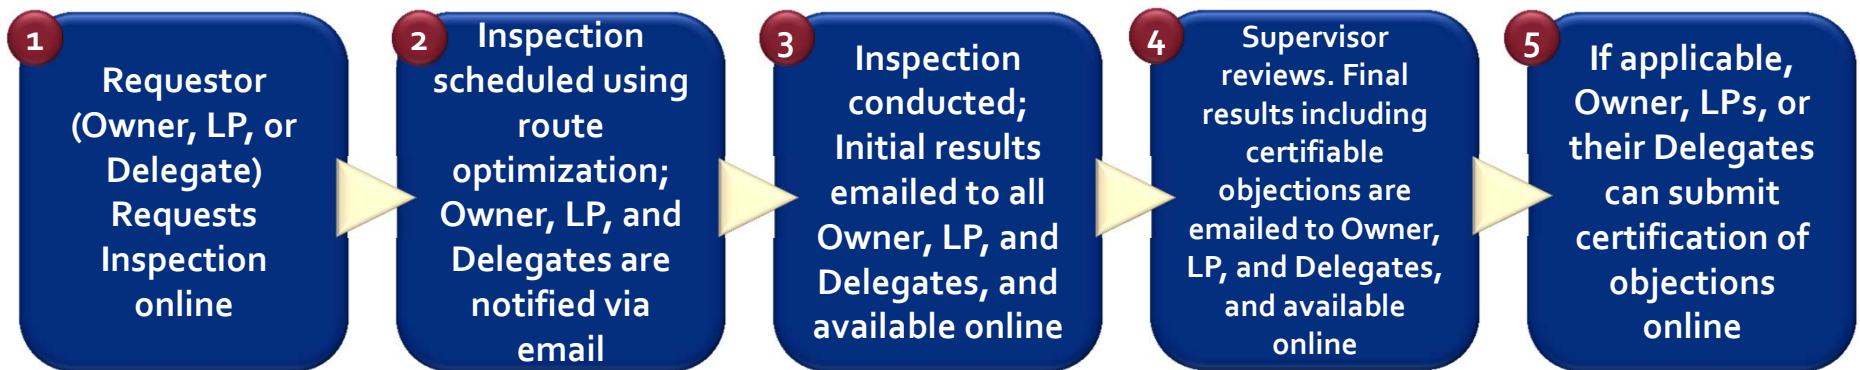 1
Requestor
(Owner, LP, or
Delegate)
Requests
Inspection
online
2
Inspection
scheduled using
route
optimization;
Owner, LP, and
Delegates are
notified via
email
3
Inspection
conducted;
Initial results
emailed to all
Owner, LP, and
Delegates, and
available online
4
Supervisor
reviews. Final
results including
certifiable
objections are
emailed to Owner,
LP, and Delegates,
and available
online
5
If applicable,
Owner, LPs, or
their Delegates
can submit
certification of
objections
online